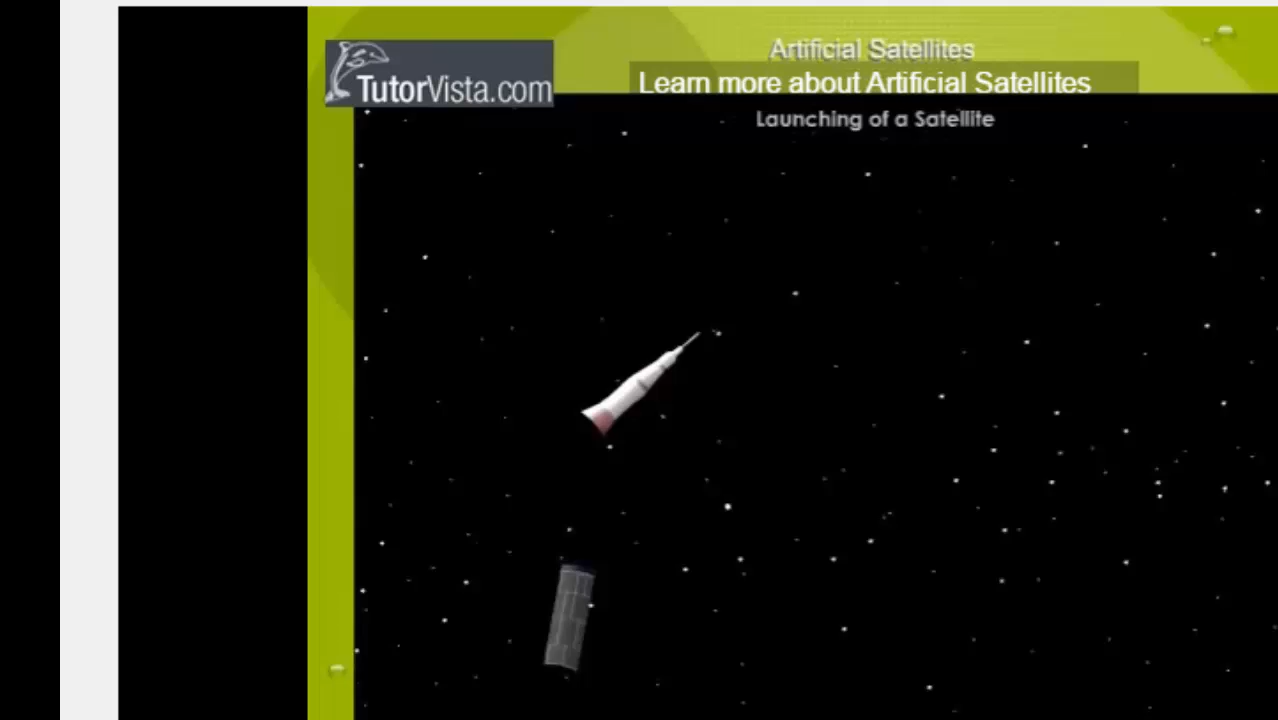 Artificial Satellites
TutorVista.com
Learn more about Artificial Satellites
Launching of a Satellite